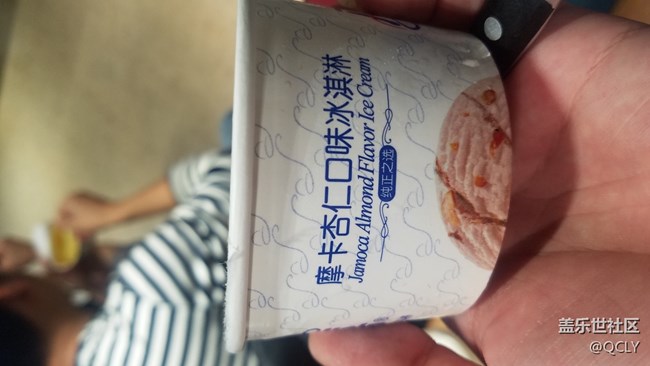 摩卡杏仁口味冰淇淋
Jamoca Almond Flavor Ice Cream
纯正之选
盖乐世社区
@QCLY